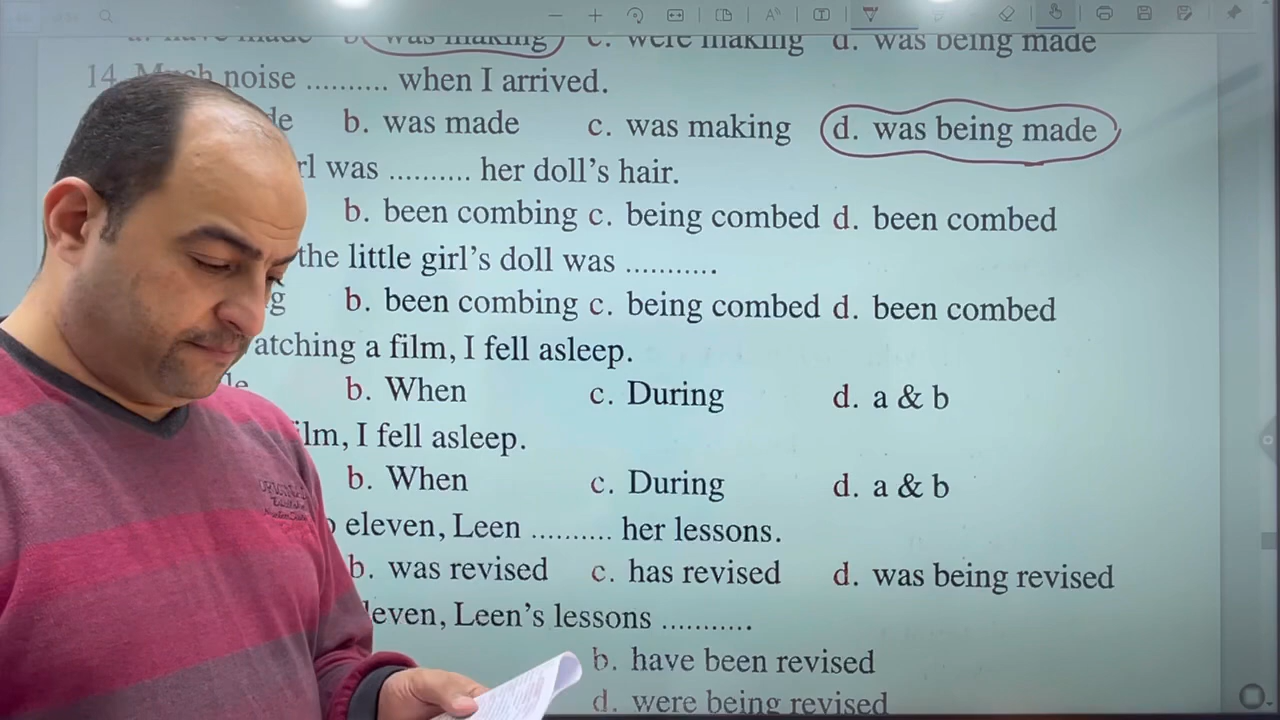 b. was making c. were making d. was being made
14. Much noise .......... when I arrived.
b. was made c. was making d. was being made
was .......... her doll's hair.
b. been combing c. being combed d. been combed
the little girl's doll was ...........
b. been combing c. being combed d. been combed
a film, I fell asleep.
b. When c. During d. a & b
I fell asleep.
b. When c. During d. a & b
eleven, Leen .......... her lessons.
b. was revised c. has revised d. was being revised
Leen's lessons ...........
b. have been revised
d. were being revised